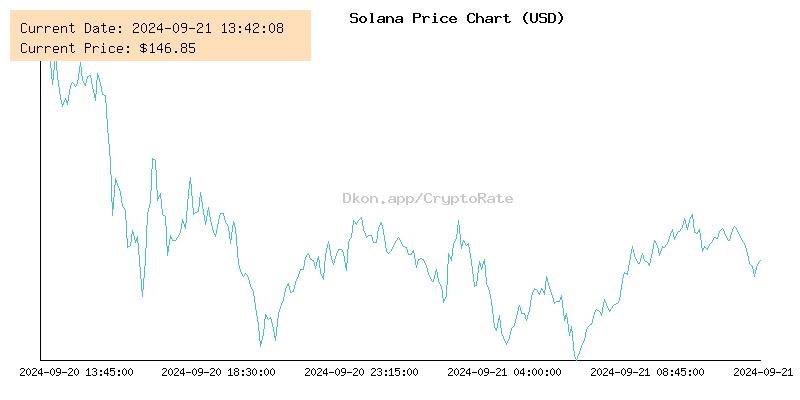 Solana Price Chart (USD)
Current Date: 2024-09-21 13:42:08
Current Price: $146.85
Dkon.app/CryptoRate
2024-09-20 13:45:00 2024-09-20 18:30:00 2024-09-20 23:15:00 2024-09-21 04:00:00 2024-09-21 08:45:00 2024-09-21